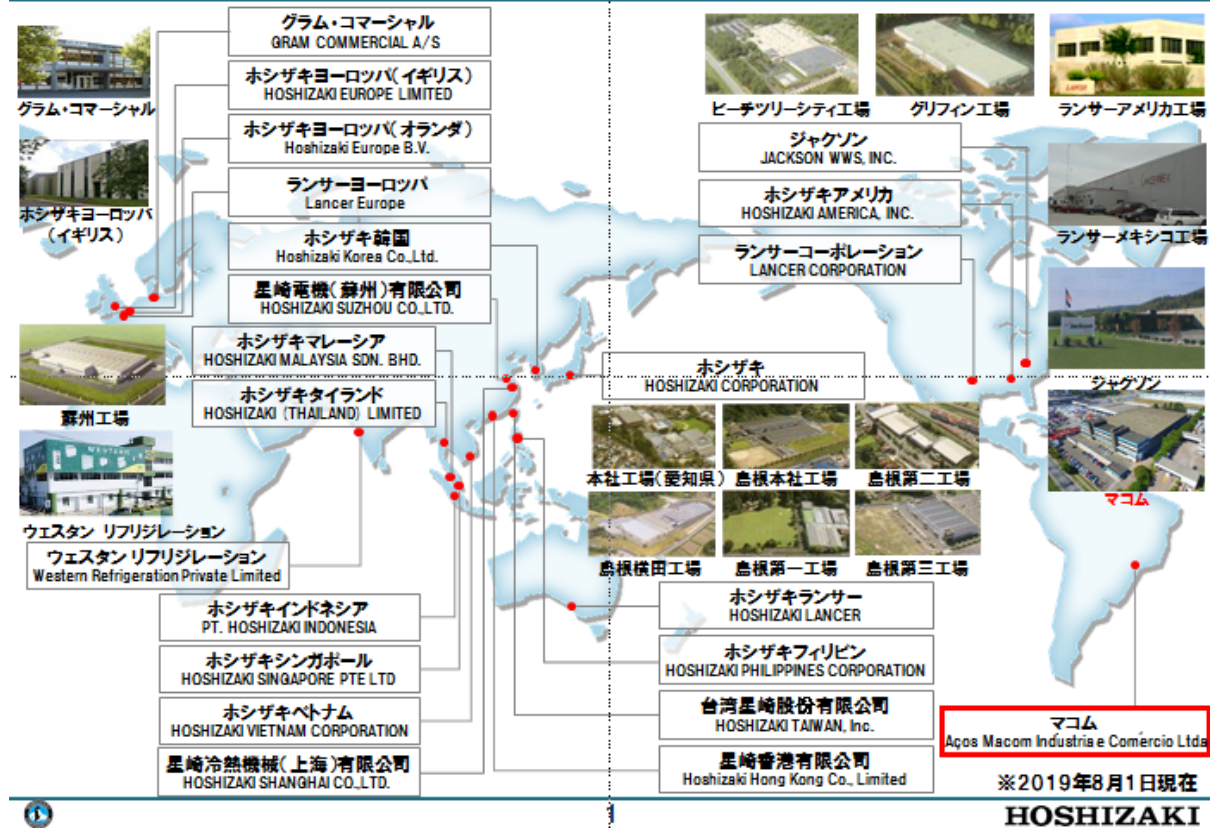 グラム・コマーシャル
GRAM COMMERCIAL A/S
ホシザキヨーロッパ(イギリス)
HOSHIZAKI EUROPE LIMITED
ホシザキヨーロッパ(オランダ)
Hoshizaki Europe B.V.
ランサーヨーロッパ
Lancer Europe
ホシザキ韓国
Hoshizaki Korea Co.,Ltd.
星崎電機(蘇州)有限公司
HOSHIZAKI SUZHOU CO.,LTD.
ホシザキマレーシア
HOSHIZAKI MALAYSIA SDN. BHD.
ホシザキタイランド
HOSHIZAKI (THAILAND) LIMITED
グラム・コマーシャル
ホシザキヨーロッパ
(イギリス)
蘇州工場
ウェスタン リフリジレーション
ウェスタン リフリジレーション
Western Refrigeration Private Limited
ホシザキインドネシア
PT. HOSHIZAKI INDONESIA
ホシザキシンガポール
HOSHIZAKI SINGAPORE PTE LTD
ホシザキベトナム
HOSHIZAKI VIETNAM CORPORATION
星崎冷熱機械(上海)有限公司
HOSHIZAKI SHANGHAI CO.,LTD.
ピーチツリーシティ工場
グリフィン工場
ランサーアメリカ工場
ジャクソン
JACKSON WWS, INC.
ホシザキアメリカ
HOSHIZAKI AMERICA, INC.
ランサーコーポレーション
LANCER CORPORATION
ランサーメキシコ工場
ジャクソン
マコム
ホシザキ
HOSHIZAKI CORPORATION
本社工場(愛知県)
島根本社工場
島根第二工場
島根横田工場
島根第一工場
島根第三工場
ホシザキランサー
HOSHIZAKI LANCER
ホシザキフィリピン
HOSHIZAKI PHILIPPINES CORPORATION
台湾星崎股份有限公司
HOSHIZAKI TAIWAN, Inc.
星崎香港有限公司
Hoshizaki Hong Kong Co., Limited
マコム
Aços Macom Indústria e Comércio Ltda
※2019年8月1日現在
1
HOSHIZAKI